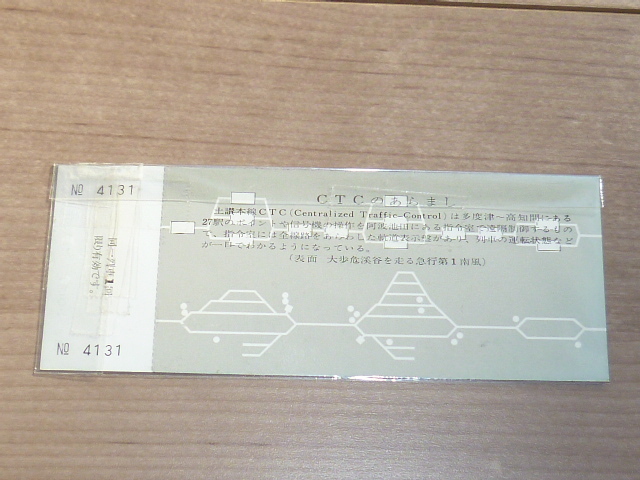 № 4131
CTCのあらまし
土讃本線CTC(Centralized Traffic-Control)は多度津〜高知間にある
27駅のポイントや信号機の操作を阿波池田にある指令室で遠隔制御するもの
で、指令室には全線路をあらわした軌道表示盤があり、列車の運転状態など
が一目でわかるようになっている。
(表面 大歩危渓谷を走る急行第1南風)
№ 4131